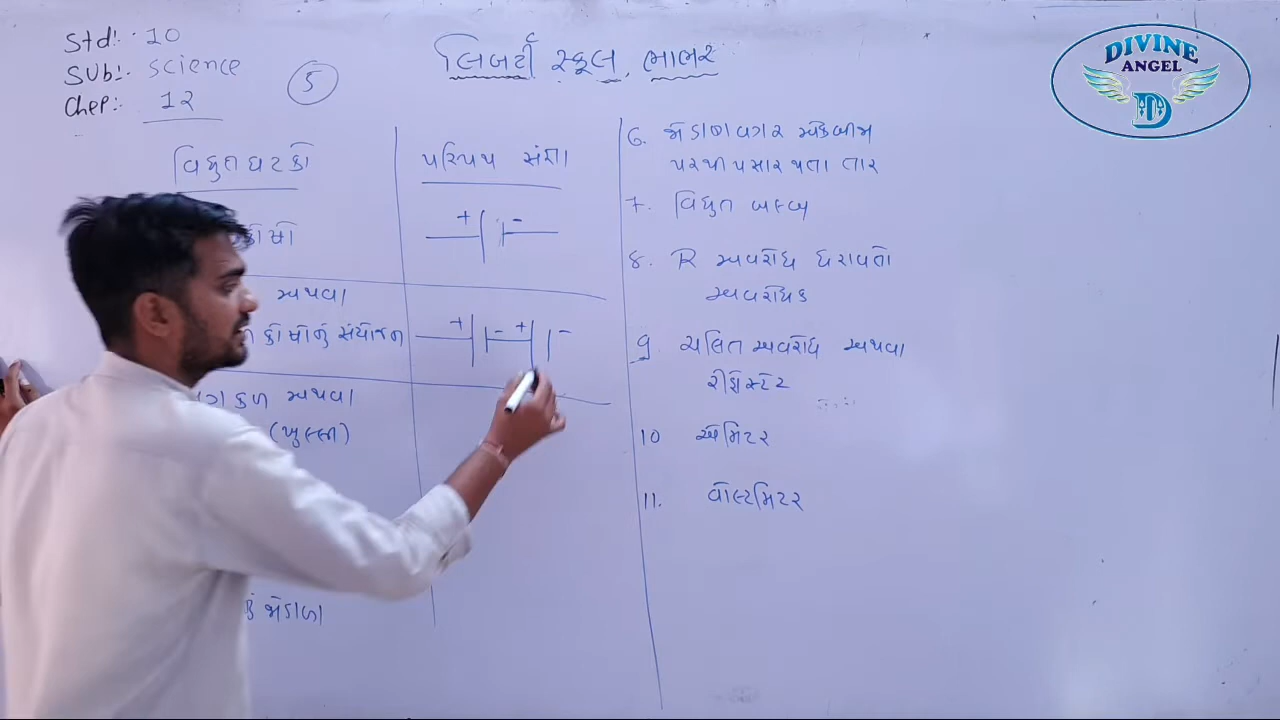 Std:- 10
Sub:- Science
Chep:- 12
5
લિબર્ટી સ્કૂલ, ભાભર
DIVINE
ANGEL
D
વિદ્યુતઘટકો
પરિપથ સંજ્ઞા
+ -
અથવા
કોષોનું સંયોજન
+ - + -
કળ અથવા
(ખુલ્લી)
જોડાણ
6. જોડાણ વગર એકબીજા
પરથી પસાર થતા તાર
7. વિદ્યુત બલ્બ
8. R અવરોધ ધરાવતો
અવરોધક
9. ચલિત અવરોધ અથવા
રીહોસ્ટેટ
10 એમિટર
11. વોલ્ટમિટર